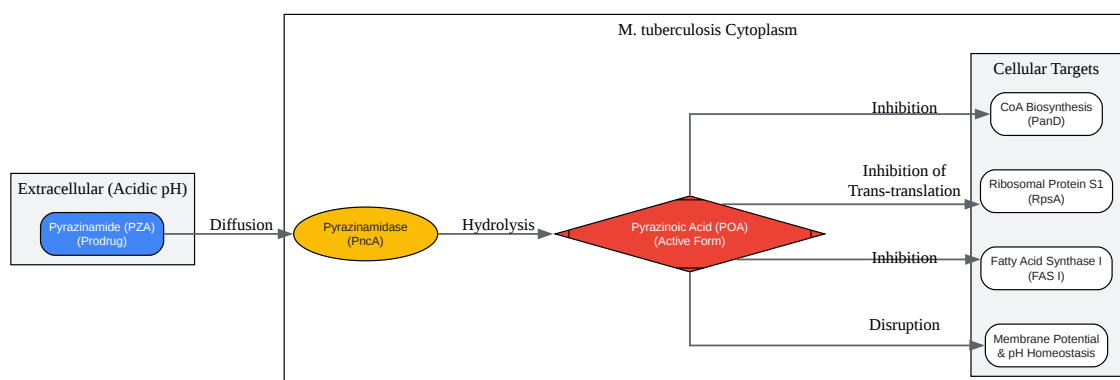 M. tuberculosis Cytoplasm
Extracellular (Acidic pH)
Pyrazinamide (PZA)
(Prodrug)
Diffusion
Pyrazinamidase
(PncA)
Hydrolysis
Pyrazinoic Acid (POA)
(Active Form)
Inhibition
Inhibition of
Trans-translation
Inhibition
Disruption
Cellular Targets
CoA Biosynthesis
(PanD)
Ribosomal Protein S1
(RpsA)
Fatty Acid Synthase I
(FAS I)
Membrane Potential
& pH Homeostasis